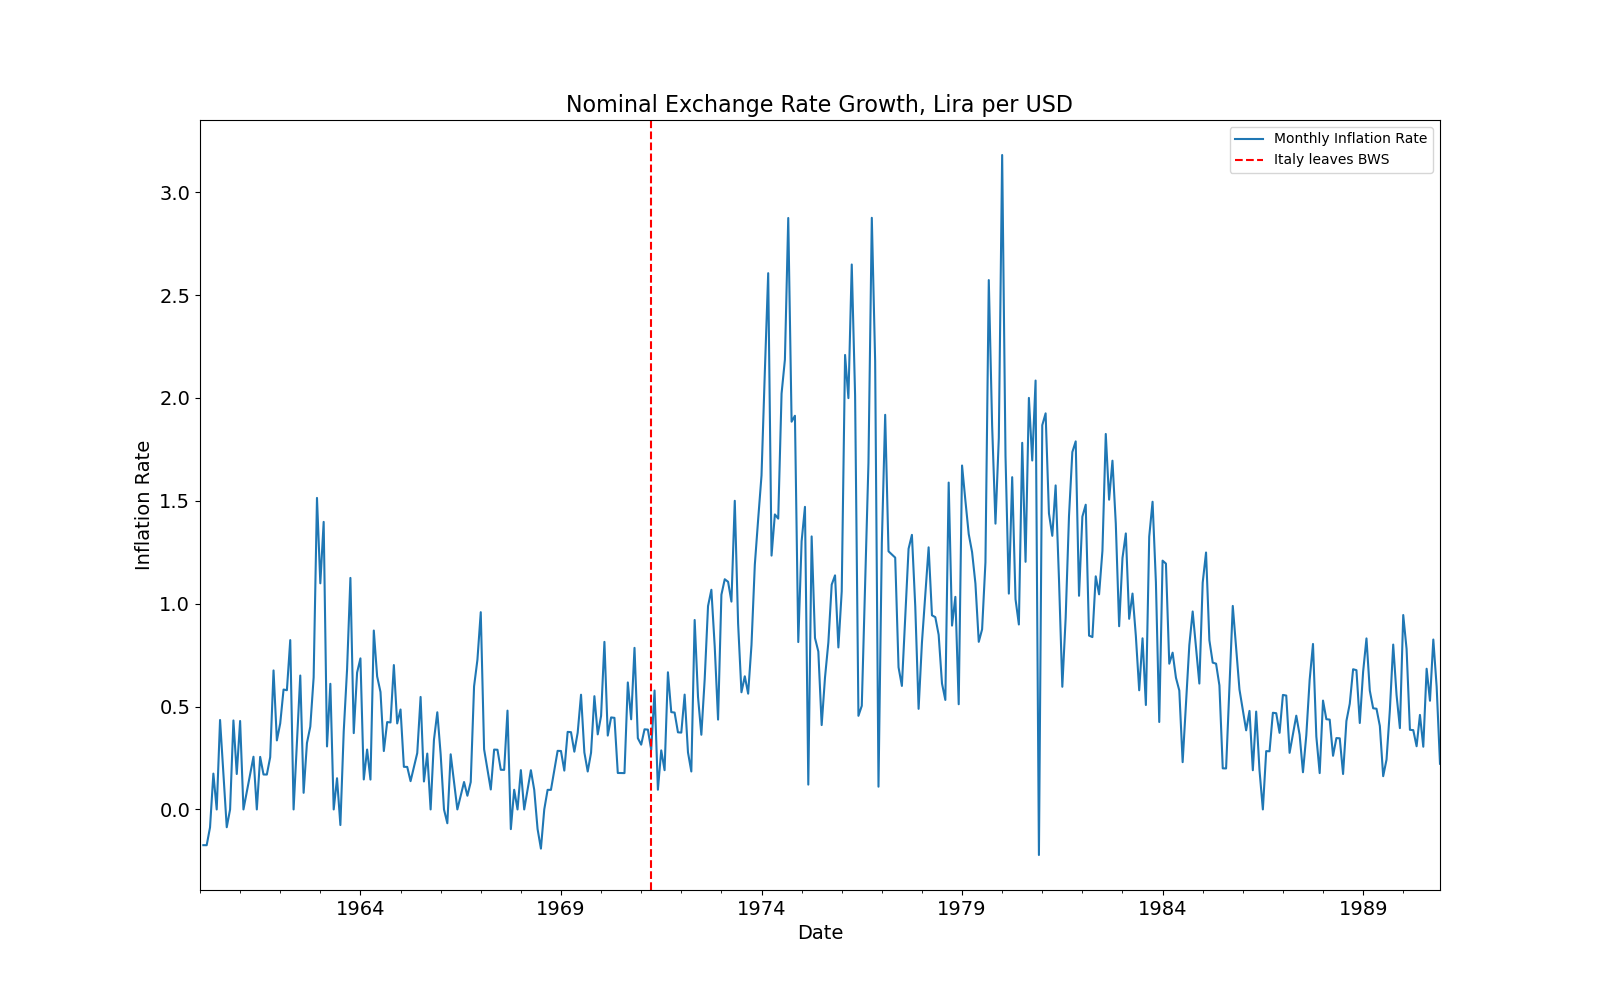 Nominal Exchange Rate Growth, Lira per USD
Monthly Inflation Rate
Italy leaves BWS
3.0
2.5
2.0
1.5
1.0
0.5
0.0
Inflation Rate
1964
1969
1974
1979
1984
1989
Date